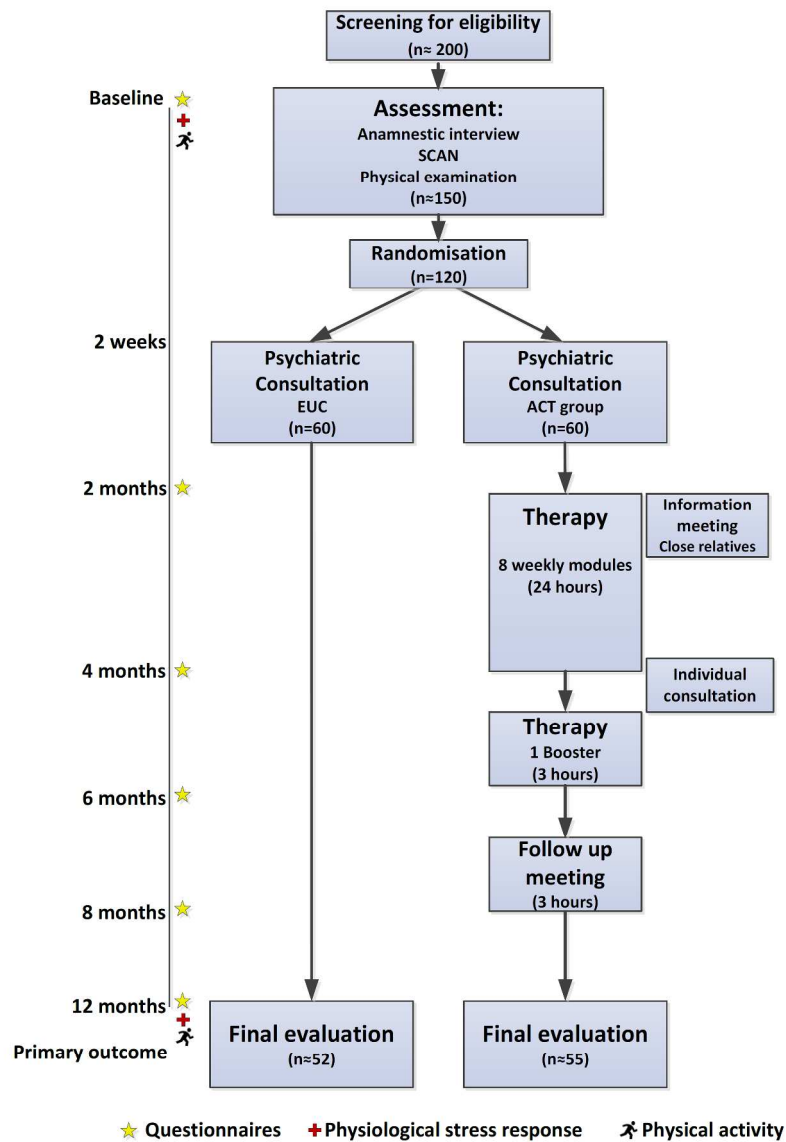 Screening for eligibility
(n≈ 200)
Baseline
Assessment:
Anamnestic interview
SCAN
Physical examination
(n≈150)
Randomisation
(n=120)
2 weeks
Psychiatric
Consultation
EUC
(n=60)
Psychiatric
Consultation
ACT group
(n=60)
2 months
Therapy
8 weekly modules
(24 hours)
Information
meeting
Close relatives
4 months
Individual
consultation
Therapy
1 Booster
(3 hours)
6 months
Follow up
meeting
(3 hours)
8 months
12 months
Primary outcome
Final evaluation
(n≈52)
Final evaluation
(n≈55)
Questionnaires
Physiological stress response
Physical activity